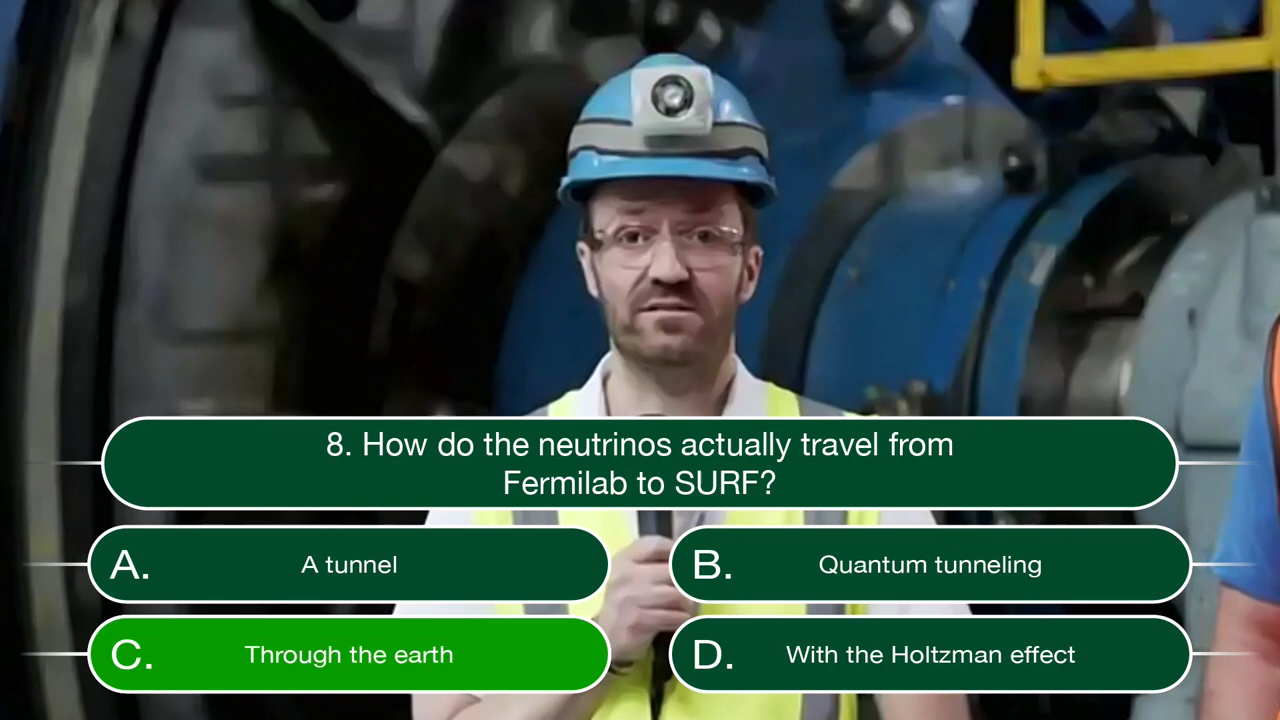 8. How do the neutrinos actually travel from
Fermilab to SURF?
A. A tunnel
B. Quantum tunneling
C. Through the earth
D. With the Holtzman effect